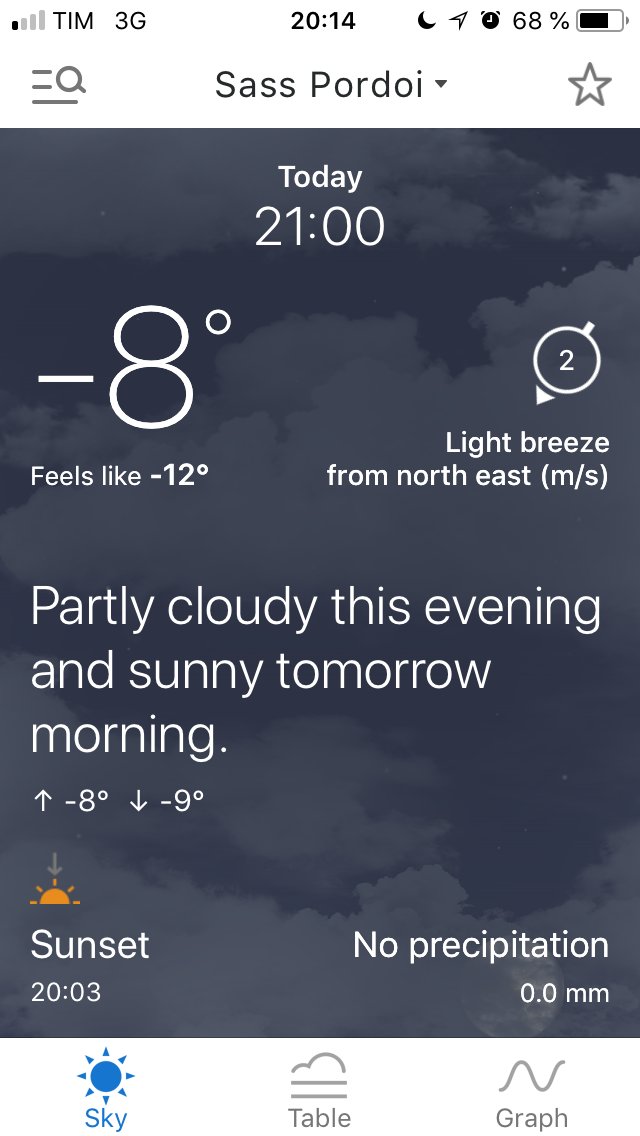 TIM 3G 20:14 68 %
Sass Pordoi
Today
21:00
–8°
2
Light breeze
Feels like -12° from north east (m/s)
Partly cloudy this evening
and sunny tomorrow
morning.
↑ -8° ↓ -9°
Sunset No precipitation
20:03 0.0 mm
Sky Table Graph